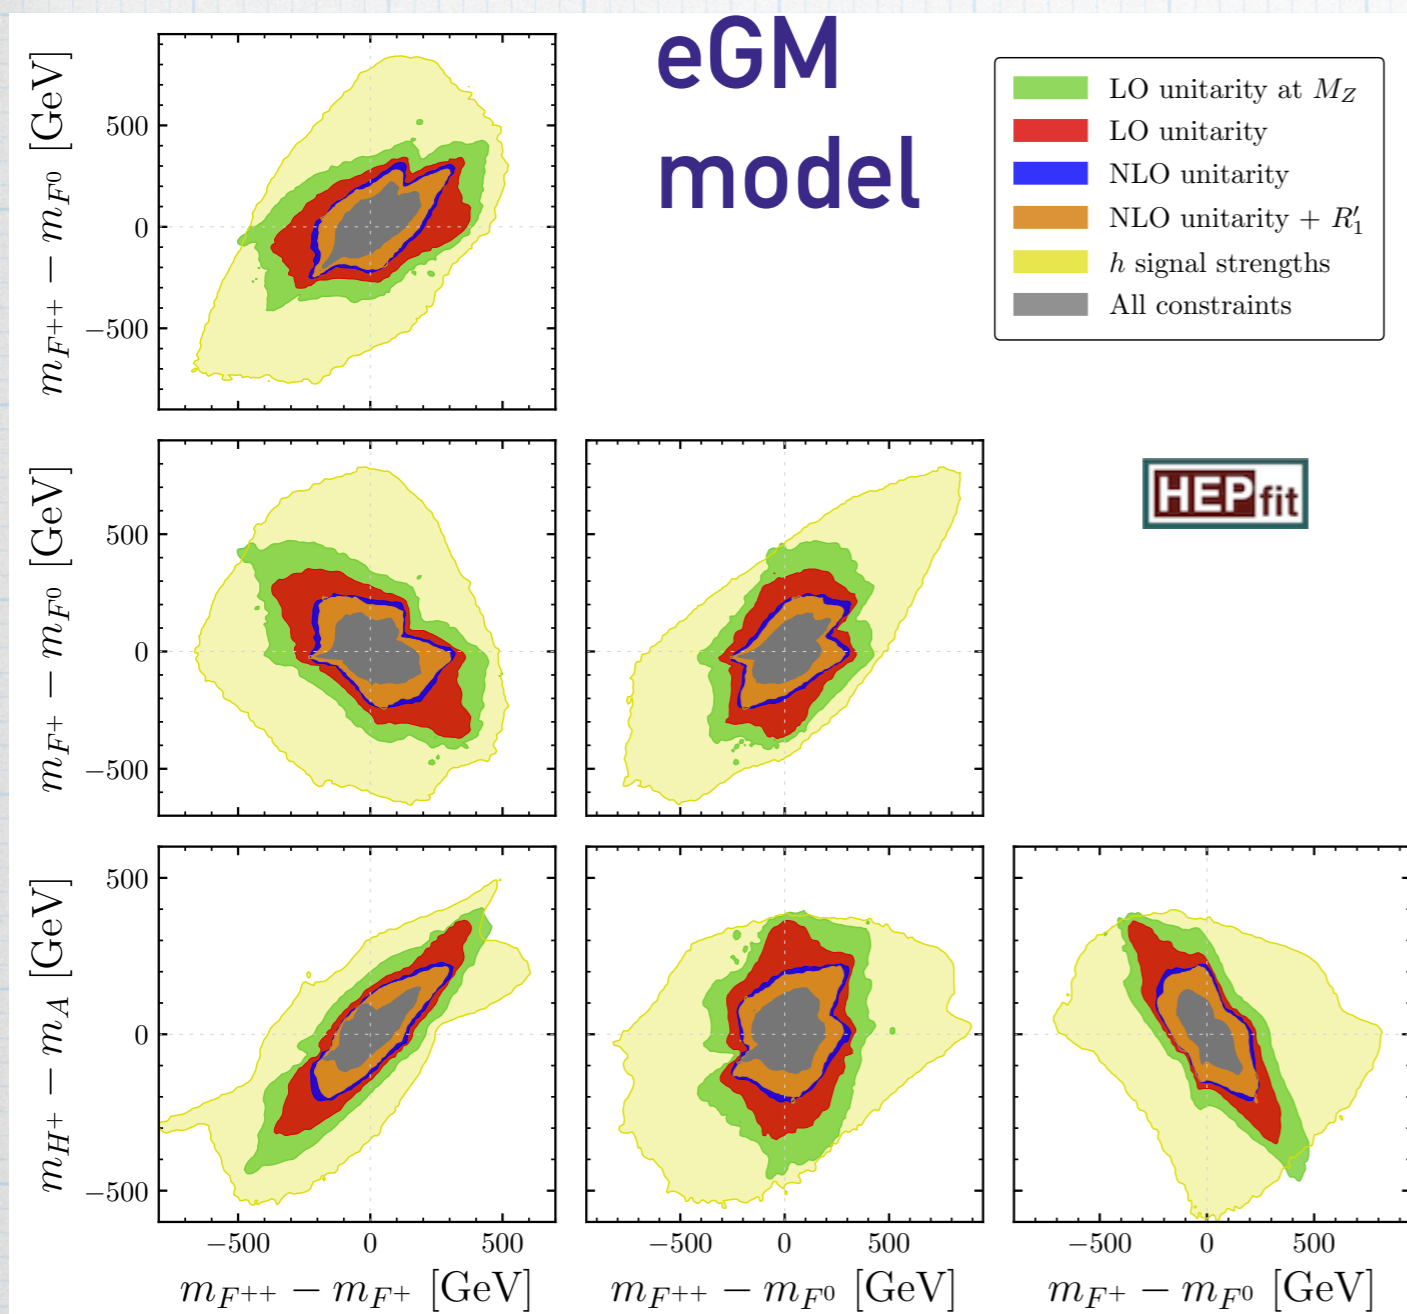 eGM
model
LO unitarity at $M_Z$
LO unitarity
NLO unitarity
NLO unitarity + $R'_1$
$h$ signal strengths
All constraints
$m_{F^{++}} - m_{F^0}$ [GeV]
500
0
−500
$m_{F^+} - m_{F^0}$ [GeV]
500
0
−500
HEPfit
$m_{H^+} - m_A$ [GeV]
500
0
−500
−500 0 500
−500 0 500
−500 0 500
$m_{F^{++}} - m_{F^+}$ [GeV]
$m_{F^{++}} - m_{F^0}$ [GeV]
$m_{F^+} - m_{F^0}$ [GeV]